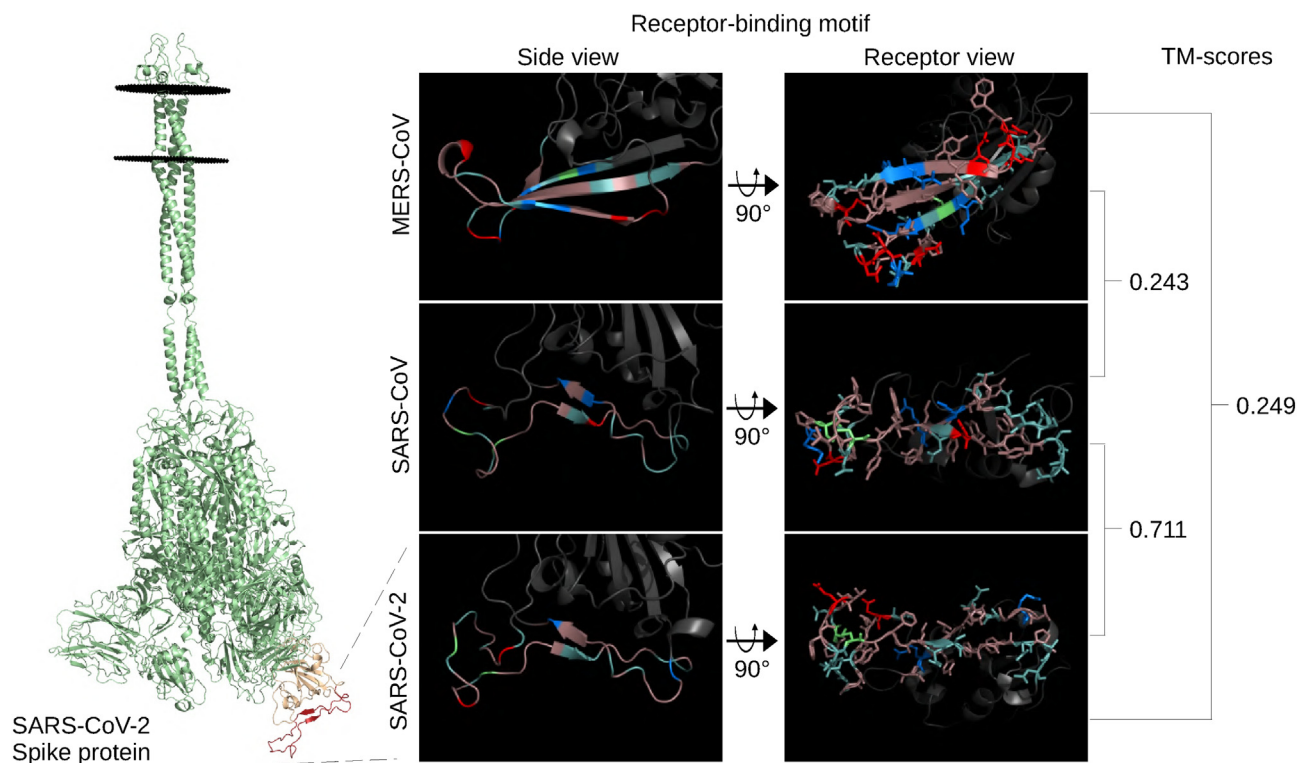 Receptor-binding motif
Side view
Receptor view
TM-scores
MERS-CoV
90°
0.243
SARS-CoV
90°
0.249
0.711
SARS-CoV-2
90°
SARS-CoV-2
Spike protein